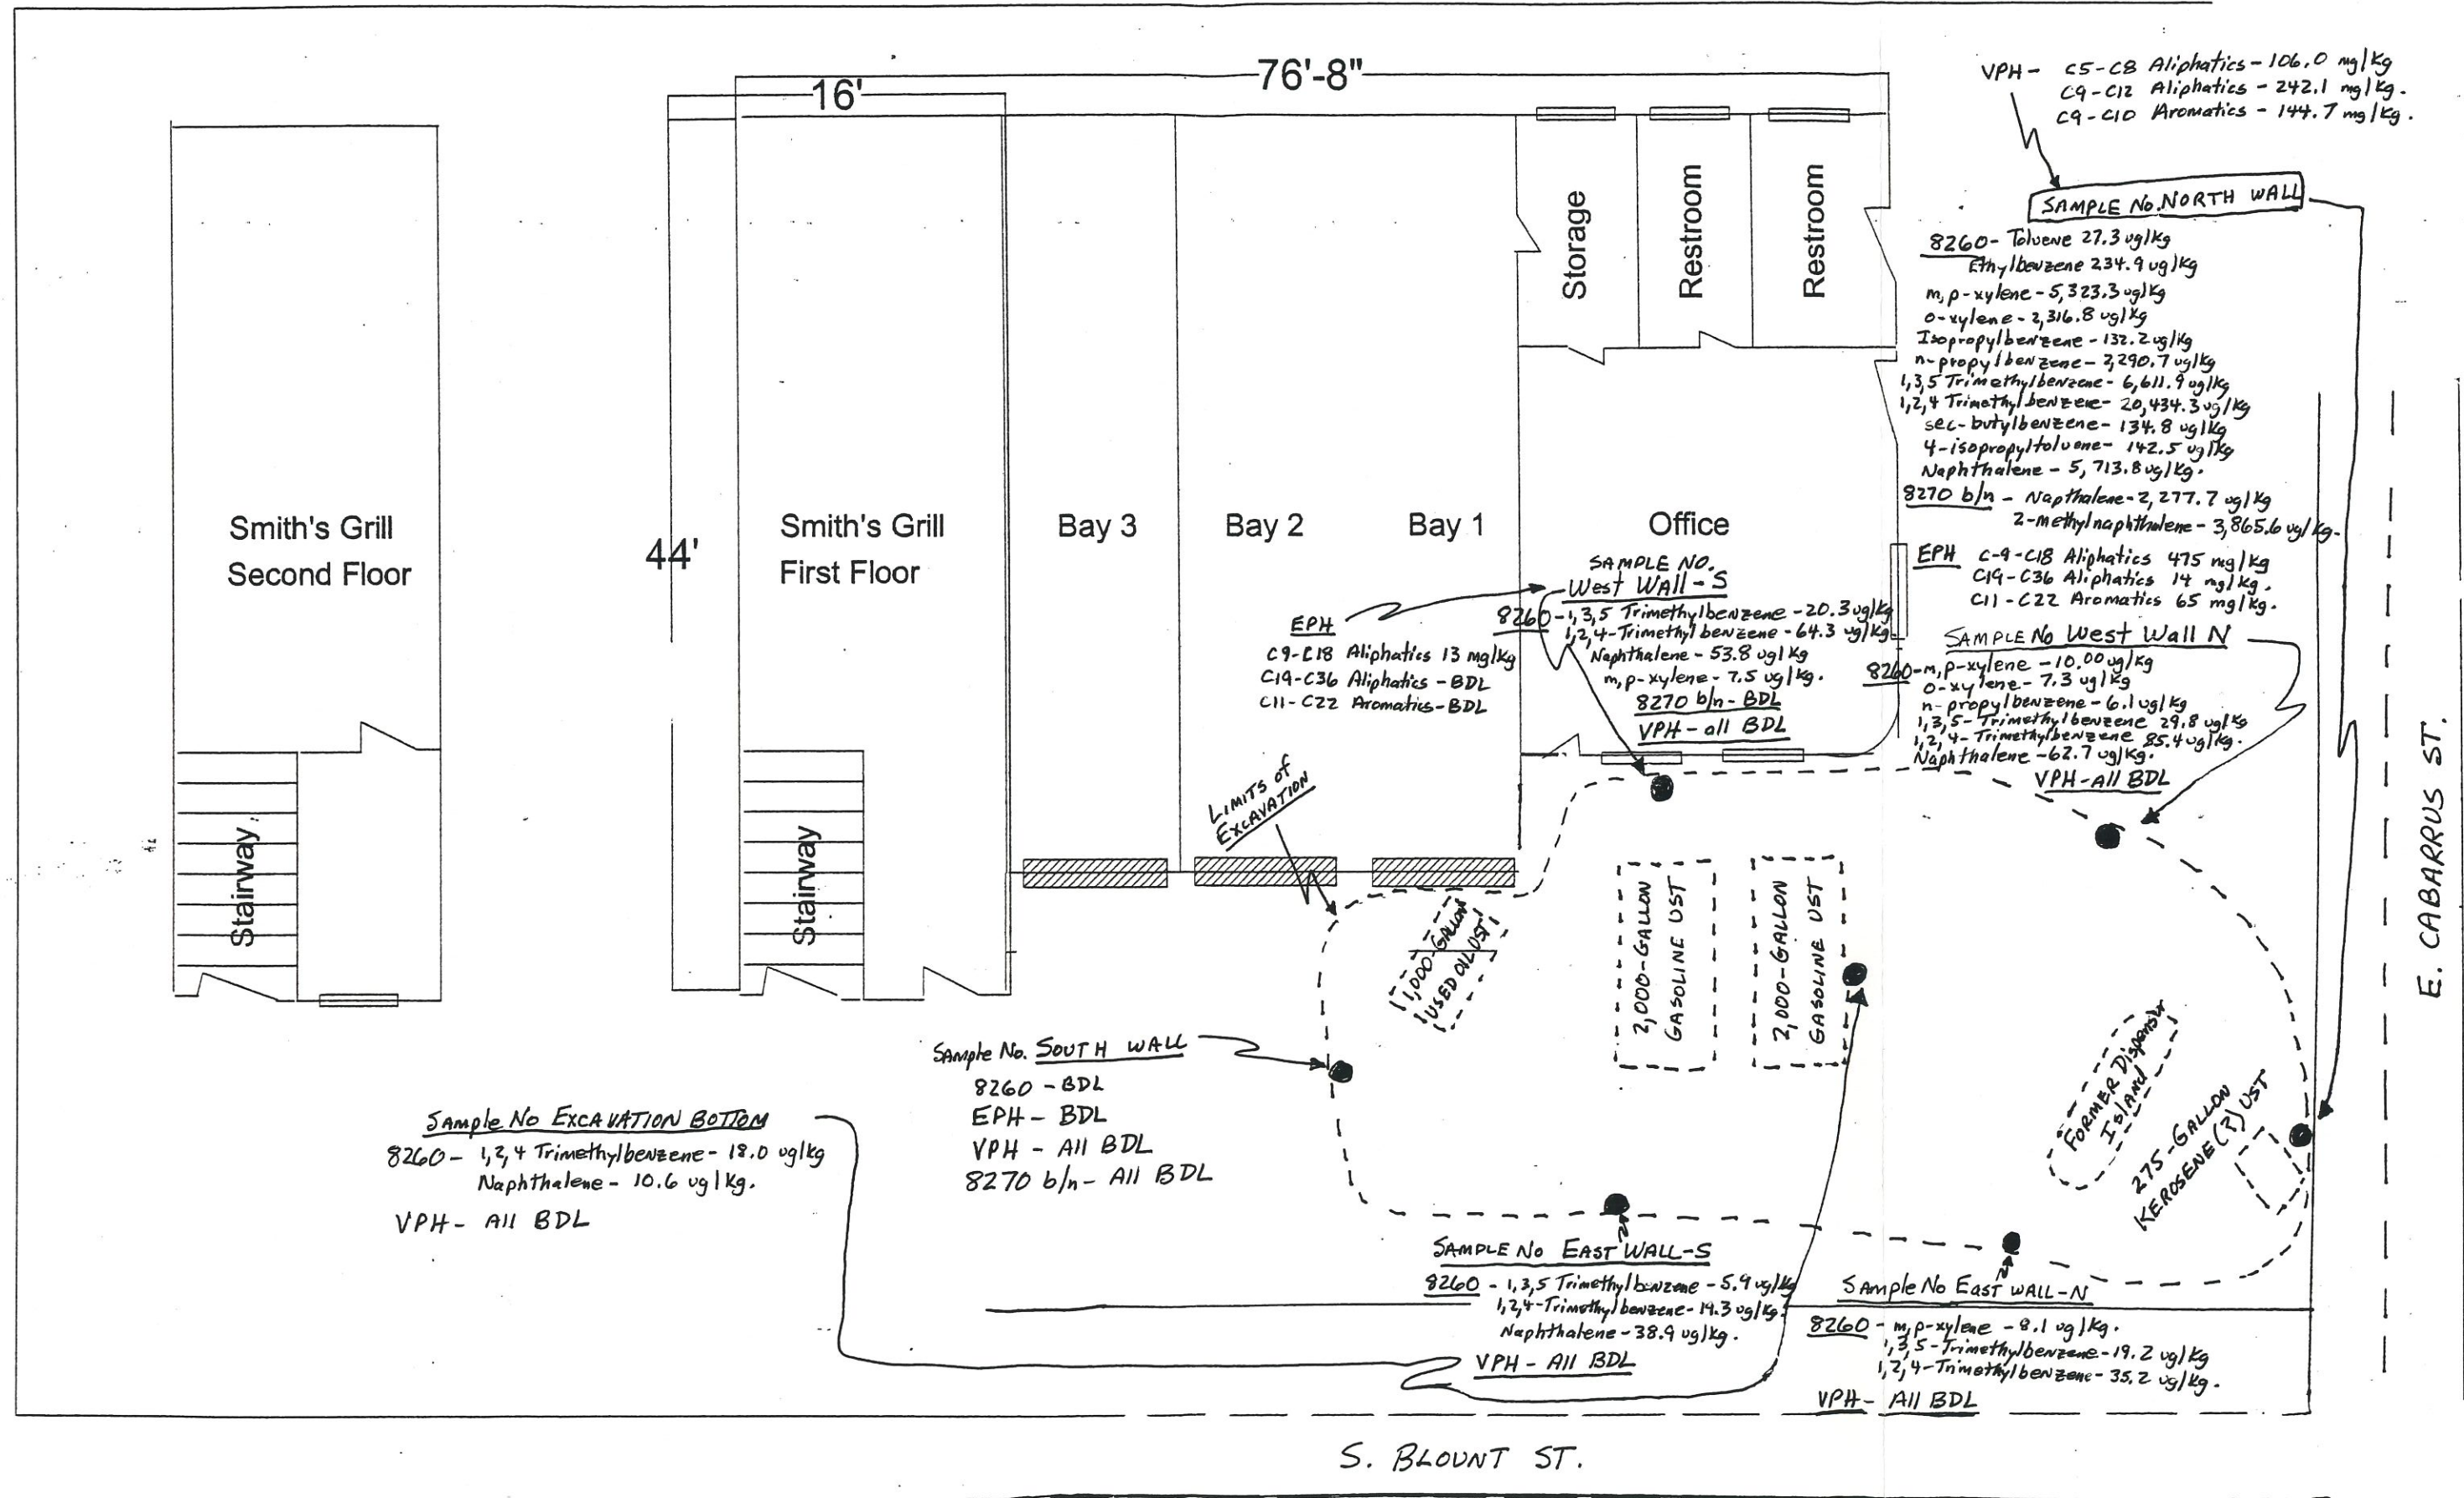 76'-8"
16'
44'
Smith's Grill
Second Floor
Stairway
Smith's Grill
First Floor
Stairway
Bay 3
Bay 2
Bay 1
Storage
Restroom
Restroom
Office
VPH - C5-C8 Aliphatics - 106.0 mg/kg
C9-C12 Aliphatics - 242.1 mg/kg.
C9-C10 Aromatics - 144.7 mg/kg.
SAMPLE No. NORTH WALL
8260 - Toluene 27.3 ug/kg
Ethylbenzene 234.9 ug/kg
m,p-xylene - 5,323.3 ug/kg
o-xylene - 2,316.8 ug/kg
Isopropylbenzene - 132.2 ug/kg
n-propylbenzene - 2,290.7 ug/kg
1,3,5 Trimethylbenzene - 6,611.9 ug/kg
1,2,4 Trimethylbenzene - 20,434.3 ug/kg
sec-butylbenzene - 134.8 ug/kg
4-isopropyltoluene - 142.5 ug/kg
Naphthalene - 5,713.8 ug/kg.
8270 b/n - Napthalene - 2,277.7 ug/kg
2-methylnaphthalene - 3,865.6 ug/kg.
EPH C-9-C18 Aliphatics 475 mg/kg
C19-C36 Aliphatics 14 mg/kg.
C11-C22 Aromatics 65 mg/kg.
SAMPLE No West Wall N
8260 - m,p-xylene - 10.00 ug/kg
o-xylene - 7.3 ug/kg
n-propylbenzene - 6.1 ug/kg
1,3,5-Trimethylbenzene 29.8 ug/kg
1,2,4-Trimethylbenzene 85.4 ug/kg.
Naphthalene - 62.7 ug/kg.
VPH - All BDL
SAMPLE NO.
West WALL - S
8260 - 1,3,5 Trimethylbenzene - 20.3 ug/kg
1,2,4-Trimethylbenzene - 64.3 ug/kg
Naphthalene - 53.8 ug/kg
m,p-xylene - 7.5 ug/kg.
8270 b/n - BDL
VPH - all BDL
EPH
C9-C18 Aliphatics 13 mg/kg
C19-C36 Aliphatics - BDL
C11-C22 Aromatics - BDL
LIMITS of
EXCAVATION
1,000-GALLON
USED OIL UST
2,000-GALLON
GASOLINE UST
2,000-GALLON
GASOLINE UST
FORMER Dispenser
Island
275-GALLON
KEROSENE (?) UST
E. CABARRUS ST.
Sample No. SOUTH WALL
8260 - BDL
EPH - BDL
VPH - All BDL
8270 b/n - All BDL
Sample No EXCAVATION BOTTOM
8260 - 1,2,4 Trimethylbenzene - 18.0 ug/kg
Naphthalene - 10.6 ug/kg.
VPH - All BDL
SAMPLE No EAST WALL-S
8260 - 1,3,5 Trimethylbenzene - 5.9 ug/kg
1,2,4-Trimethylbenzene - 19.3 ug/kg.
Naphthalene - 38.9 ug/kg.
VPH - All BDL
Sample No East WALL-N
8260 - m,p-xylene - 8.1 ug/kg.
1,3,5-Trimethylbenzene - 19.2 ug/kg
1,2,4-Trimethylbenzene - 35.2 ug/kg.
VPH - All BDL
S. BLOUNT ST.